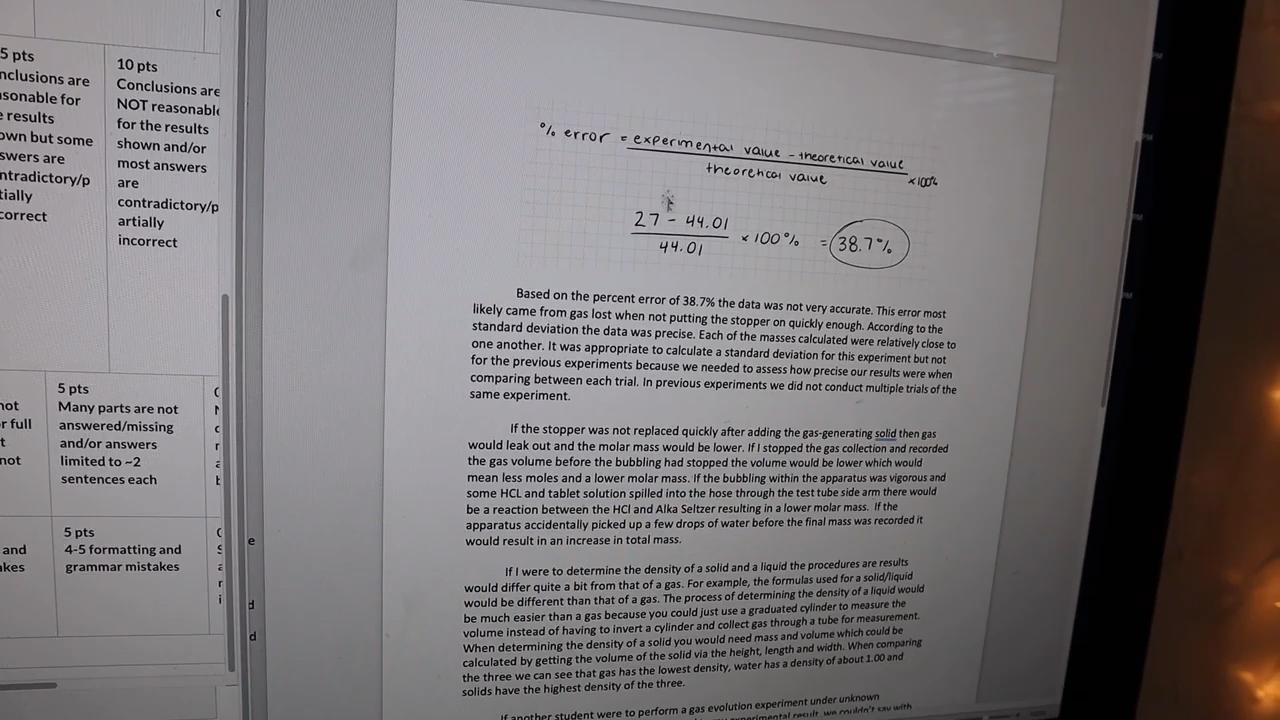 5 pts
nclusions are
asonable for
e results
own but some
swers are
ntradictory/p
tially
correct
10 pts
Conclusions are
NOT reasonable
for the results
shown and/or
most answers
are
contradictory/p
artially
incorrect
not
r full
t
not
5 pts
Many parts are not
answered/missing
and/or answers
limited to ~2
sentences each
and
akes
5 pts
4-5 formatting and
grammar mistakes
e
d
d
% error = experimental value - theoretical value
theoretical value
x100%
27 - 44.01
44.01
x 100% = 38.7%
Based on the percent error of 38.7% the data was not very accurate. This error most
likely came from gas lost when not putting the stopper on quickly enough. According to the
standard deviation the data was precise. Each of the masses calculated were relatively close to
one another. It was appropriate to calculate a standard deviation for this experiment but not
for the previous experiments because we needed to assess how precise our results were when
comparing between each trial. In previous experiments we did not conduct multiple trials of the
same experiment.
If the stopper was not replaced quickly after adding the gas-generating solid then gas
would leak out and the molar mass would be lower. If I stopped the gas collection and recorded
the gas volume before the bubbling had stopped the volume would be lower which would
mean less moles and a lower molar mass. If the bubbling within the apparatus was vigorous and
some HCL and tablet solution spilled into the hose through the test tube side arm there would
be a reaction between the HCl and Alka Seltzer resulting in a lower molar mass. If the
apparatus accidentally picked up a few drops of water before the final mass was recorded it
would result in an increase in total mass.
If I were to determine the density of a solid and a liquid the procedures are results
would differ quite a bit from that of a gas. For example, the formulas used for a solid/liquid
would be different than that of a gas. The process of determining the density of a liquid would
be much easier than a gas because you could just use a graduated cylinder to measure the
volume instead of having to invert a cylinder and collect gas through a tube for measurement.
When determining the density of a solid you would need mass and volume which could be
calculated by getting the volume of the solid via the height, length and width. When comparing
the three we can see that gas has the lowest density, water has a density of about 1.00 and
solids have the highest density of the three.
If another student were to perform a gas evolution experiment under unknown
experimental result, we couldn't say with